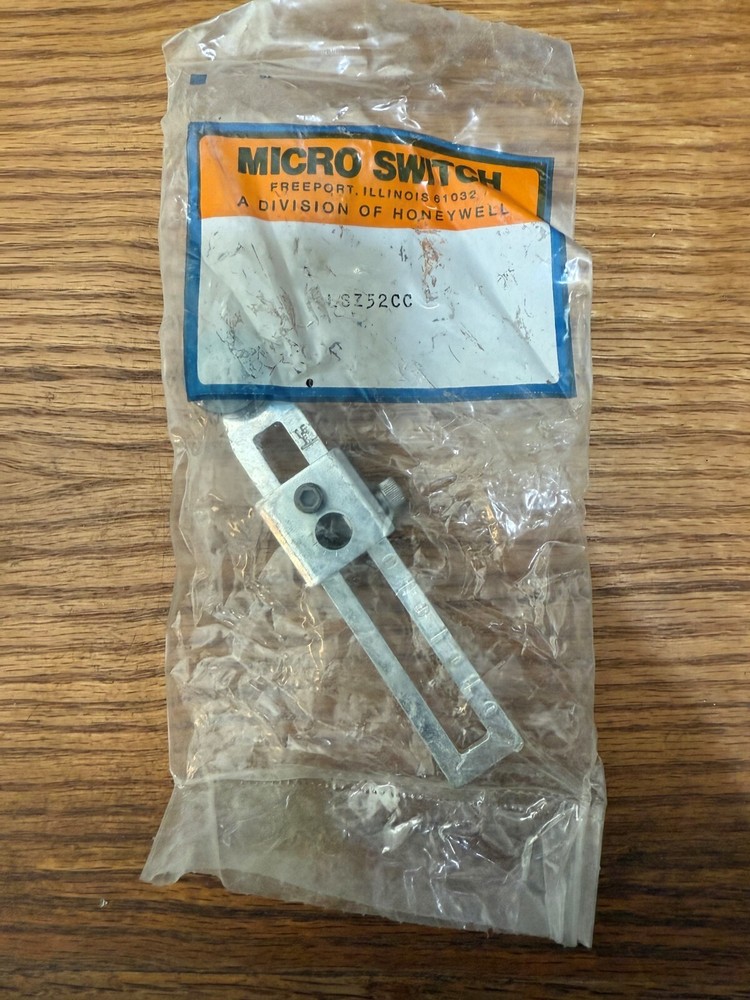 MICRO SWITCH
FREEPORT, ILLINOIS 61032
A DIVISION OF HONEYWELL
LSZ52CC